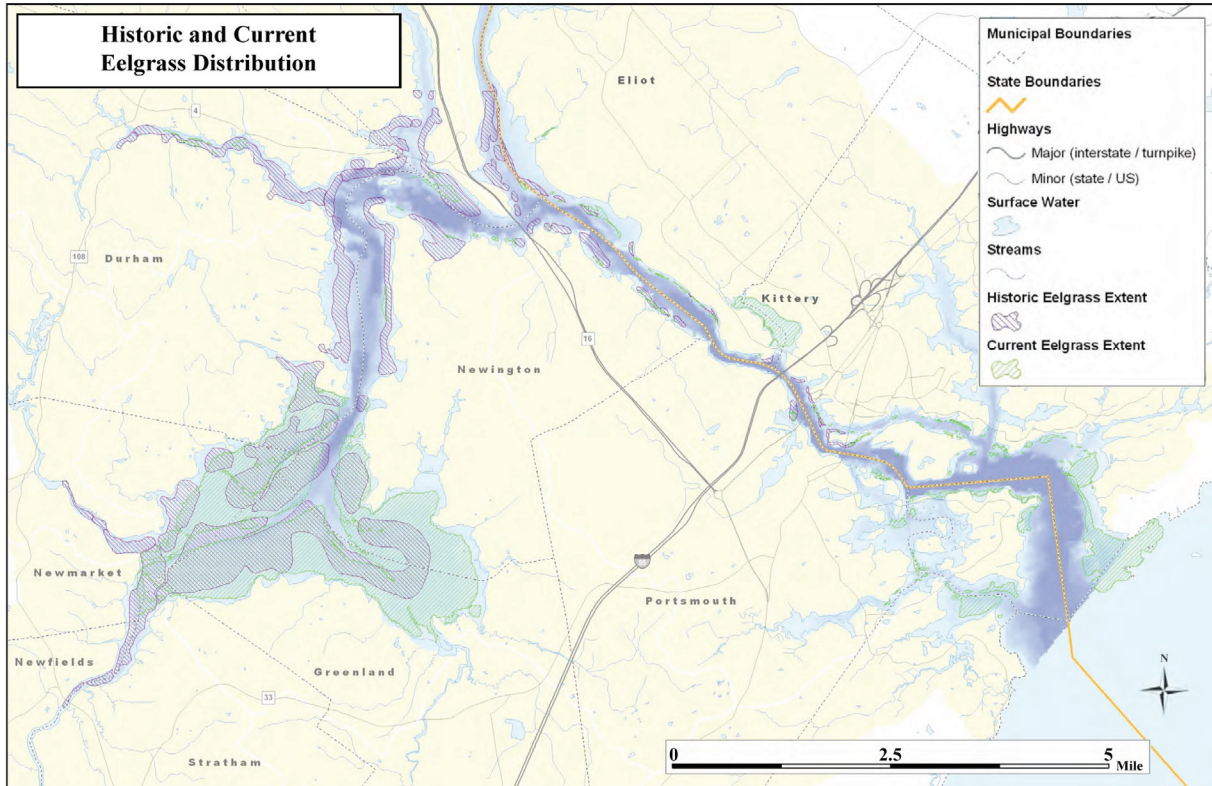 Historic and Current
Eelgrass Distribution
Municipal Boundaries
State Boundaries
Highways
Major (interstate / turnpike)
Minor (state / US)
Surface Water
Streams
Historic Eelgrass Extent
Current Eelgrass Extent
Eliot
4
108
Durham
Kittery
16
Newington
Newmarket
Portsmouth
Newfields
Greenland
33
Stratham
N
0
2.5
5
Mile